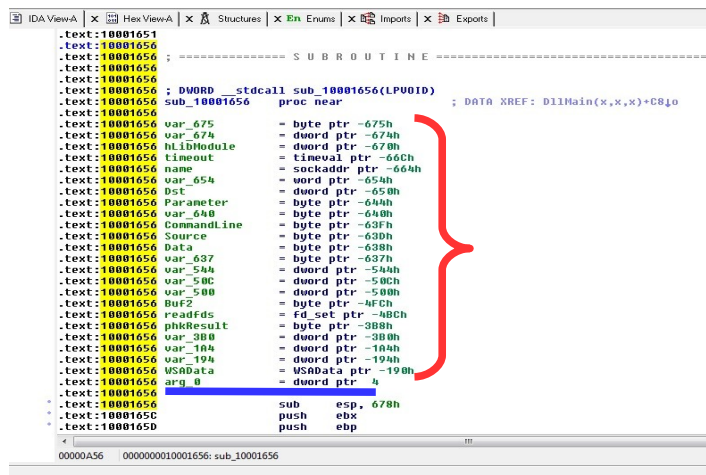 IDA View-A Hex View-A Structures En Enums Imports Exports
.text:10001651
.text:10001656
.text:10001656 ; =============== S U B R O U T I N E =======================================
.text:10001656
.text:10001656
.text:10001656 ; DWORD __stdcall sub_10001656(LPVOID)
.text:10001656 sub_10001656 proc near ; DATA XREF: DllMain(x,x,x)+C8↓o
.text:10001656
.text:10001656 var_675 = byte ptr -675h
.text:10001656 var_674 = dword ptr -674h
.text:10001656 hLibModule = dword ptr -670h
.text:10001656 timeout = timeval ptr -66Ch
.text:10001656 name = sockaddr ptr -664h
.text:10001656 var_654 = word ptr -654h
.text:10001656 Dst = dword ptr -650h
.text:10001656 Parameter = byte ptr -644h
.text:10001656 var_640 = byte ptr -640h
.text:10001656 CommandLine = byte ptr -63Fh
.text:10001656 Source = byte ptr -63Dh
.text:10001656 Data = byte ptr -638h
.text:10001656 var_637 = byte ptr -637h
.text:10001656 var_544 = dword ptr -544h
.text:10001656 var_50C = dword ptr -50Ch
.text:10001656 var_500 = dword ptr -500h
.text:10001656 Buf2 = byte ptr -4FCh
.text:10001656 readfds = fd_set ptr -4BCh
.text:10001656 phkResult = byte ptr -3B8h
.text:10001656 var_3B0 = dword ptr -3B0h
.text:10001656 var_1A4 = dword ptr -1A4h
.text:10001656 var_194 = dword ptr -194h
.text:10001656 WSAData = WSAData ptr -190h
.text:10001656 arg_0 = dword ptr 4
.text:10001656
.text:10001656 sub esp, 678h
.text:1000165C push ebx
.text:1000165D push ebp
00000A56 0000000010001656: sub_10001656